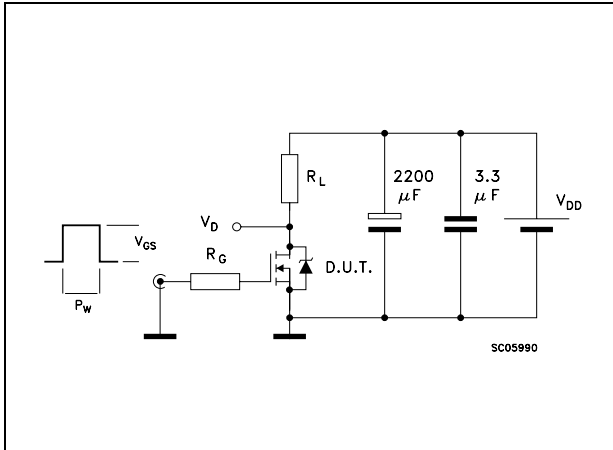 R_L
2200
μF
3.3
μF
V_DD
V_D
V_GS
R_G
D.U.T.
P_W
SC05990